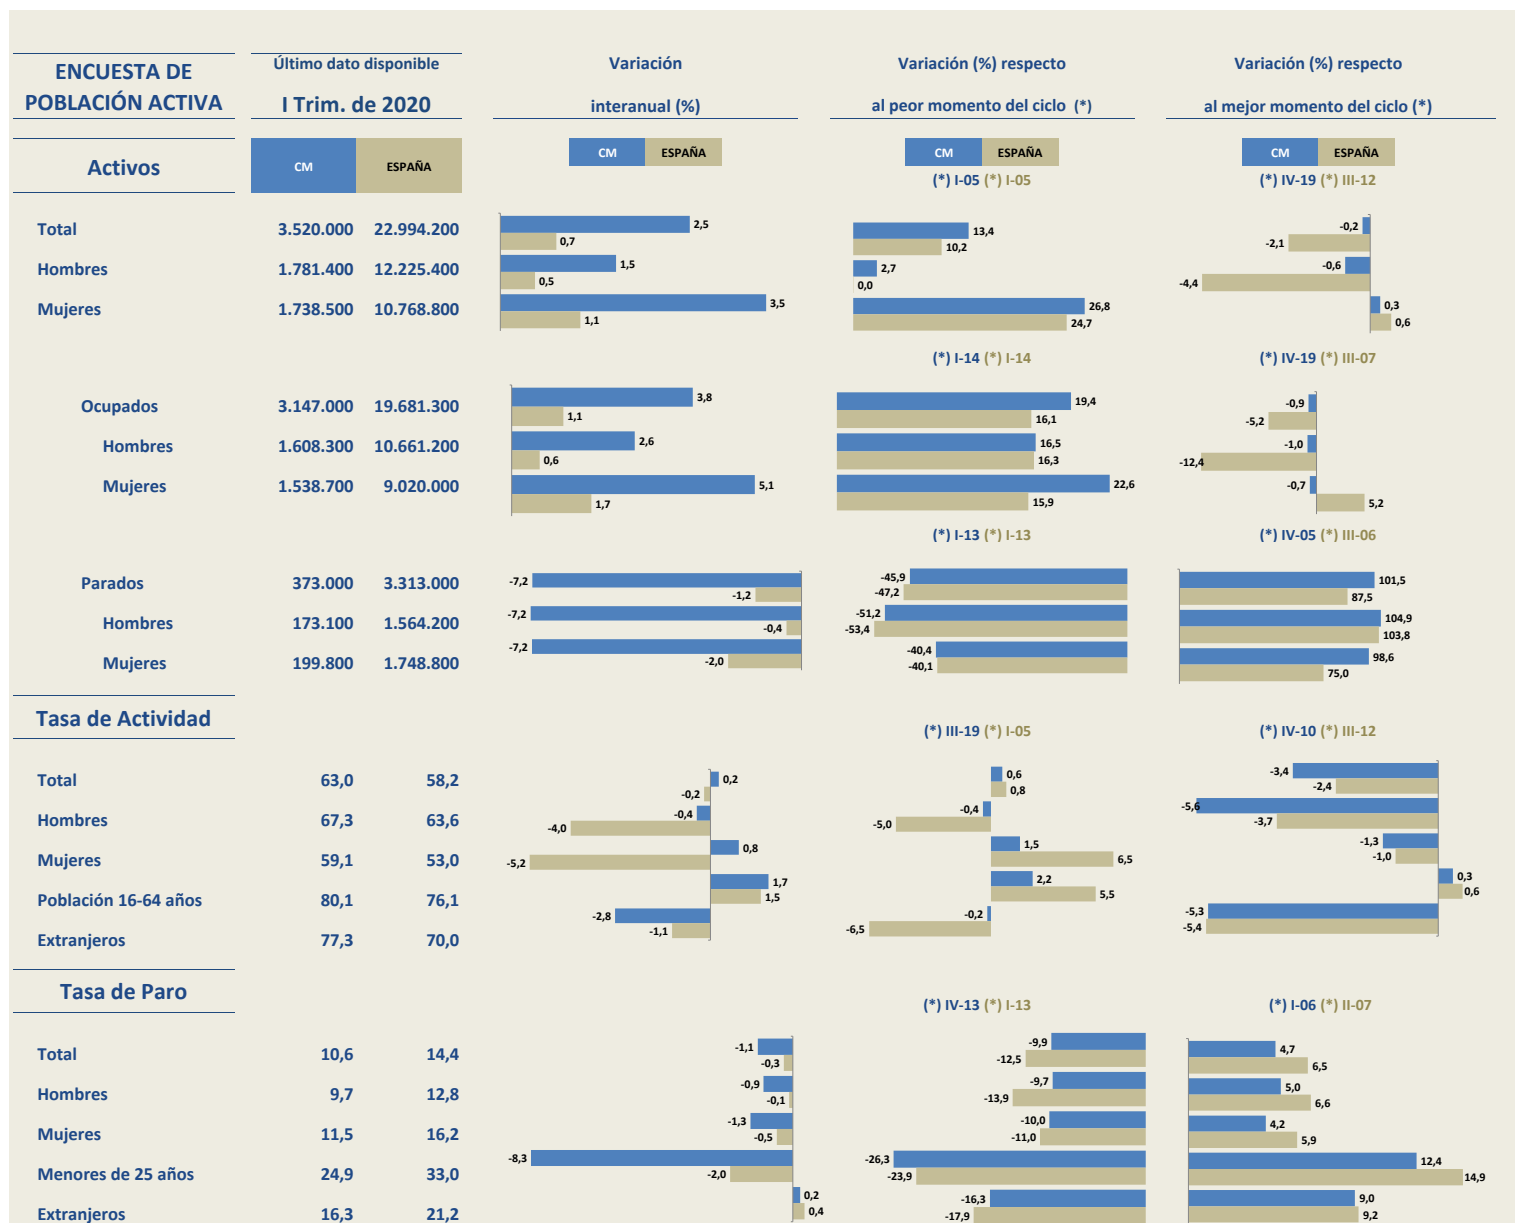 ENCUESTA DE
POBLACIÓN ACTIVA
Último dato disponible
I Trim. de 2020
Variación
interanual (%)
Variación (%) respecto
al peor momento del ciclo (*)
Variación (%) respecto
al mejor momento del ciclo (*)
Activos
CM ESPAÑA
CM ESPAÑA
CM ESPAÑA
CM ESPAÑA
(*) I-05 (*) I-05
(*) IV-19 (*) III-12
Total 3.520.000 22.994.200
2,5
0,7
13,4
10,2
-0,2
-2,1
Hombres 1.781.400 12.225.400
1,5
0,5
2,7
0,0
-0,6
-4,4
Mujeres 1.738.500 10.768.800
3,5
1,1
26,8
24,7
0,3
0,6
(*) I-14 (*) I-14
(*) IV-19 (*) III-07
Ocupados 3.147.000 19.681.300
3,8
1,1
19,4
16,1
-0,9
-5,2
Hombres 1.608.300 10.661.200
2,6
0,6
16,5
16,3
-1,0
-12,4
Mujeres 1.538.700 9.020.000
5,1
1,7
22,6
15,9
-0,7
5,2
(*) I-13 (*) I-13
(*) IV-05 (*) III-06
Parados 373.000 3.313.000
-7,2
-1,2
-45,9
-47,2
101,5
87,5
Hombres 173.100 1.564.200
-7,2
-0,4
-51,2
-53,4
104,9
103,8
Mujeres 199.800 1.748.800
-7,2
-2,0
-40,4
-40,1
98,6
75,0
Tasa de Actividad
(*) III-19 (*) I-05
(*) IV-10 (*) III-12
Total 63,0 58,2
0,2
-0,2
0,6
0,8
-3,4
-2,4
Hombres 67,3 63,6
-0,4
-4,0
-0,4
-5,0
-5,6
-3,7
Mujeres 59,1 53,0
0,8
-5,2
1,5
6,5
-1,3
-1,0
Población 16-64 años 80,1 76,1
1,7
1,5
2,2
5,5
0,3
0,6
Extranjeros 77,3 70,0
-2,8
-1,1
-0,2
-6,5
-5,3
-5,4
Tasa de Paro
(*) IV-13 (*) I-13
(*) I-06 (*) II-07
Total 10,6 14,4
-1,1
-0,3
-9,9
-12,5
4,7
6,5
Hombres 9,7 12,8
-0,9
-0,1
-9,7
-13,9
5,0
6,6
Mujeres 11,5 16,2
-1,3
-0,5
-10,0
-11,0
4,2
5,9
Menores de 25 años 24,9 33,0
-8,3
-2,0
-26,3
-23,9
12,4
14,9
Extranjeros 16,3 21,2
0,2
0,4
-16,3
-17,9
9,0
9,2